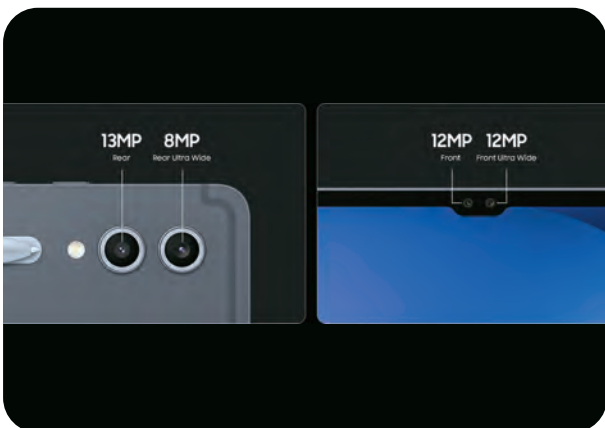 13MP 8MP
Rear Rear Ultra Wide
12MP 12MP
Front Front Ultra Wide